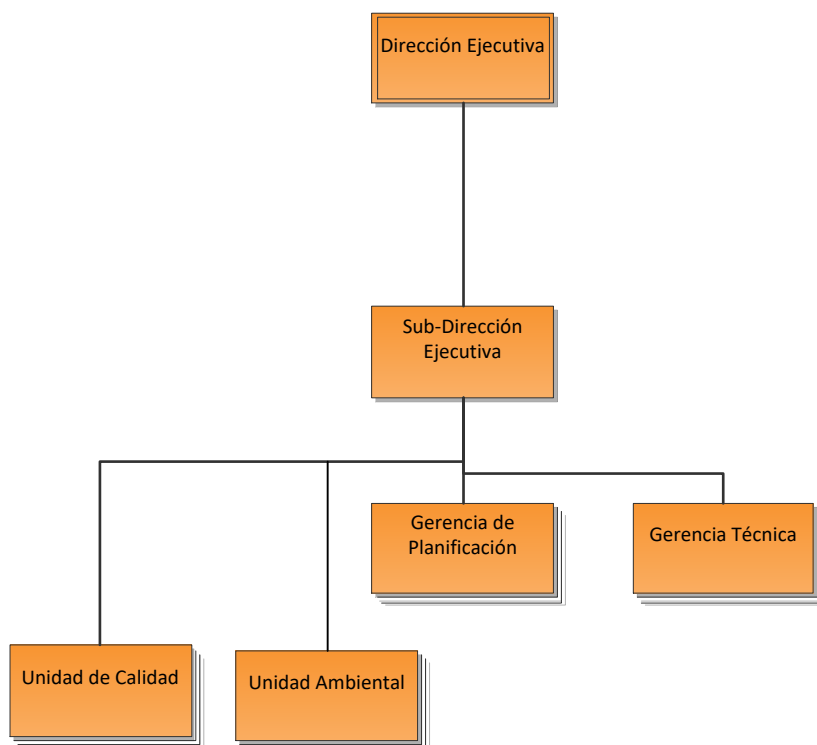 Dirección Ejecutiva
Sub-Dirección
Ejecutiva
Gerencia de
Planificación
Gerencia Técnica
Unidad de Calidad
Unidad Ambiental